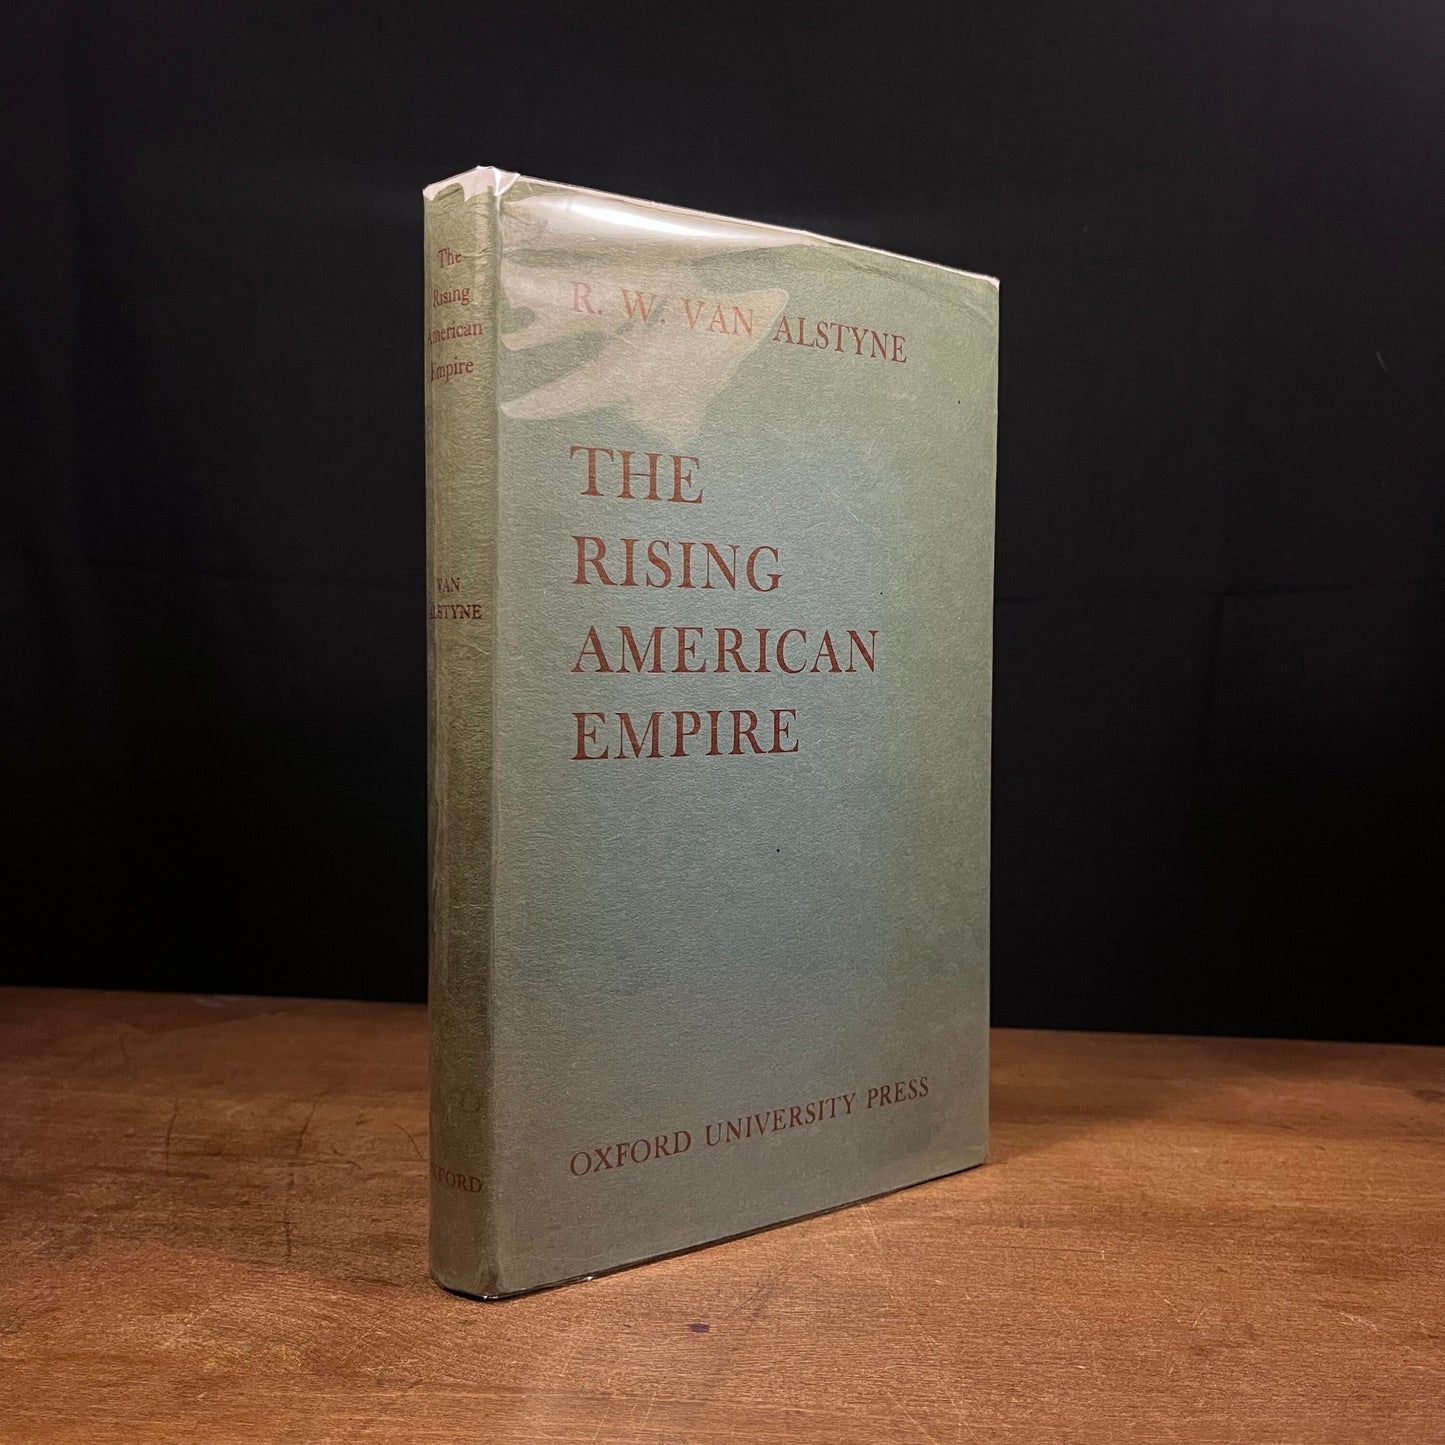 The
Rising
American
Empire
VAN
ALSTYNE
OXFORD
R. W. VAN ALSTYNE
THE
RISING
AMERICAN
EMPIRE
OXFORD UNIVERSITY PRESS